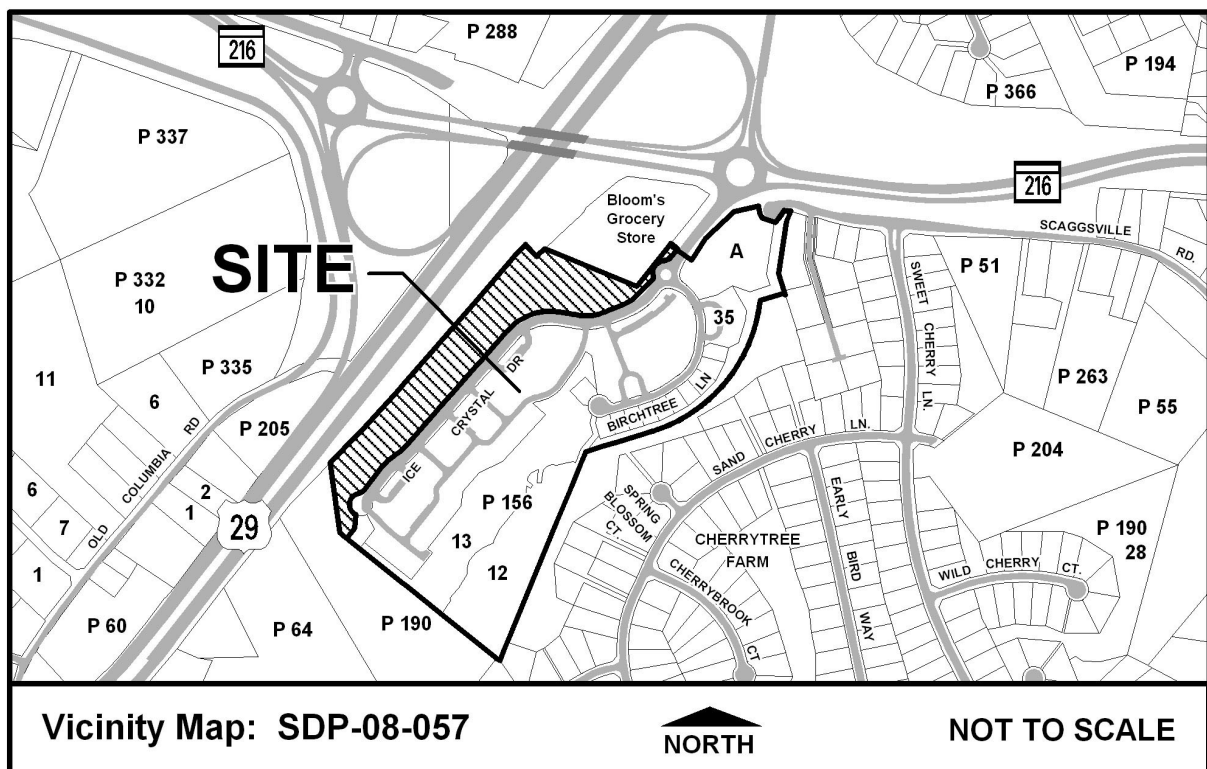 P 288
216
P 194
P 366
P 337
216
Bloom's
Grocery
Store
SCAGGSVILLE
RD.
A
SITE
P 51
P 332
10
SWEET
CHERRY
LN.
35
P 335
DR
11
6
P 263
P 55
CRYSTAL
LN
BIRCHTREE
P 205
RD
COLUMBIA
OLD
SAND
CHERRY
LN.
P 204
ICE
6
7
2
1
29
P 156
SPRING
BLOSSOM
CT.
EARLY
BIRD
WAY
P 190
28
13
CHERRYTREE
FARM
1
12
CHERRYBROOK
CT
WILD
CHERRY
CT.
P 60
P 64
P 190
Vicinity Map: SDP-08-057
NORTH
NOT TO SCALE